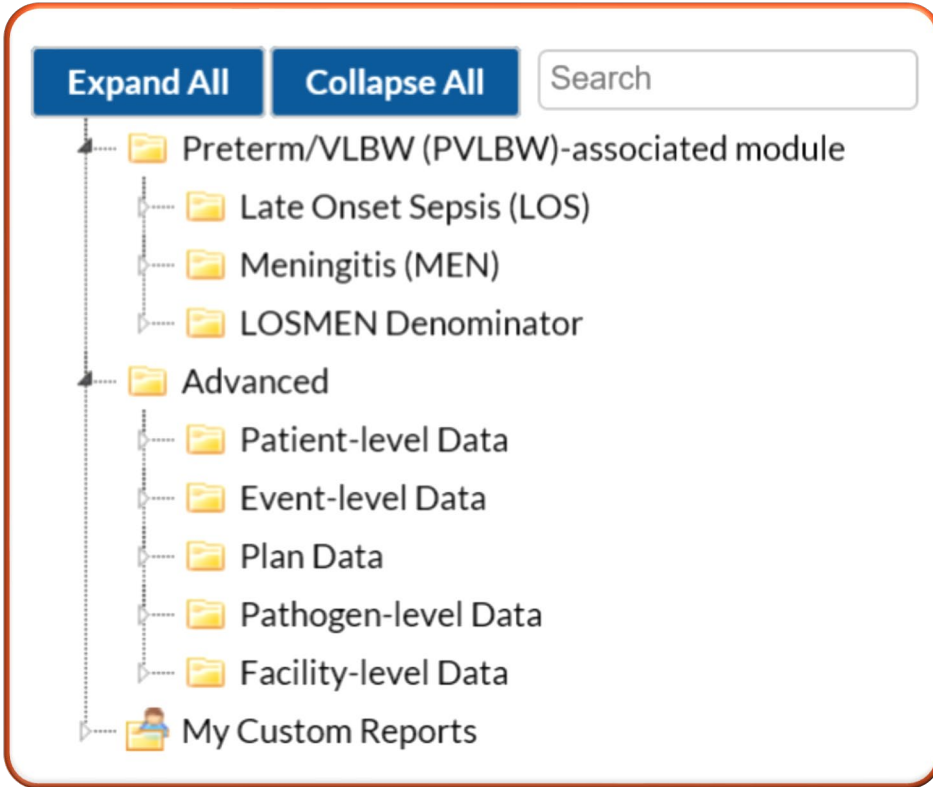 Expand All Collapse All Search
Preterm/VLBW (PVLBW)-associated module
Late Onset Sepsis (LOS)
Meningitis (MEN)
LOSMEN Denominator
Advanced
Patient-level Data
Event-level Data
Plan Data
Pathogen-level Data
Facility-level Data
My Custom Reports